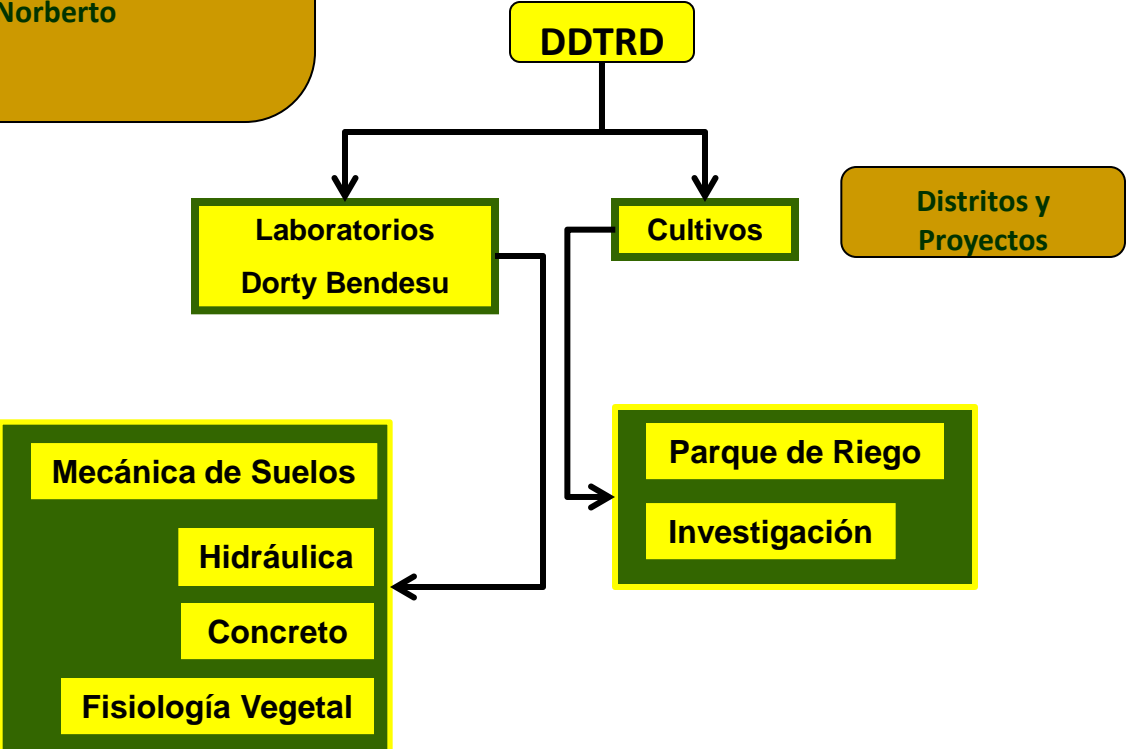 Norberto
DDTRD
Laboratorios
Dorty Bendesu
Cultivos
Distritos y
Proyectos
Mecánica de Suelos
Hidráulica
Concreto
Fisiología Vegetal
Parque de Riego
Investigación